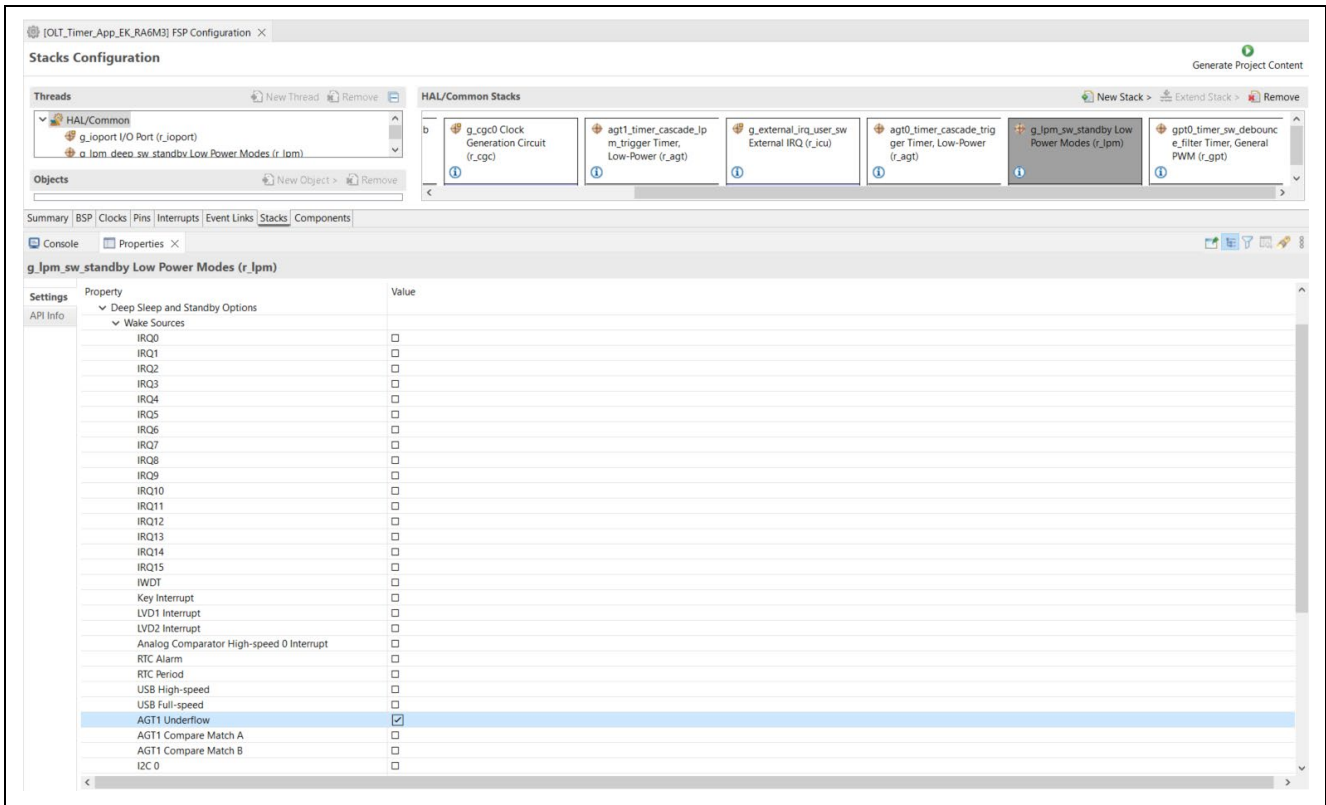 [OLT_Timer_App_EK_RA6M3] FSP Configuration
Stacks Configuration
Generate Project Content
Threads
New Thread
Remove
HAL/Common Stacks
New Stack >
Extend Stack >
Remove
HAL/Common
g_ioport I/O Port (r_ioport)
g_lpm_deep_sw_standby Low Power Modes (r_lpm)
Objects
New Object >
Remove
b
g_cgc0 Clock
Generation Circuit
(r_cgc)
agt1_timer_cascade_lp
m_trigger Timer,
Low-Power (r_agt)
g_external_irq_user_sw
External IRQ (r_icu)
agt0_timer_cascade_trig
ger Timer, Low-Power
(r_agt)
g_lpm_sw_standby Low
Power Modes (r_lpm)
gpt0_timer_sw_debounc
e_filter Timer, General
PWM (r_gpt)
Summary BSP Clocks Pins Interrupts Event Links Stacks Components
Console Properties
g_lpm_sw_standby Low Power Modes (r_lpm)
Settings
API Info
Property Value
Deep Sleep and Standby Options
Wake Sources
IRQ0
IRQ1
IRQ2
IRQ3
IRQ4
IRQ5
IRQ6
IRQ7
IRQ8
IRQ9
IRQ10
IRQ11
IRQ12
IRQ13
IRQ14
IRQ15
IWDT
Key Interrupt
LVD1 Interrupt
LVD2 Interrupt
Analog Comparator High-speed 0 Interrupt
RTC Alarm
RTC Period
USB High-speed
USB Full-speed
AGT1 Underflow
AGT1 Compare Match A
AGT1 Compare Match B
I2C 0